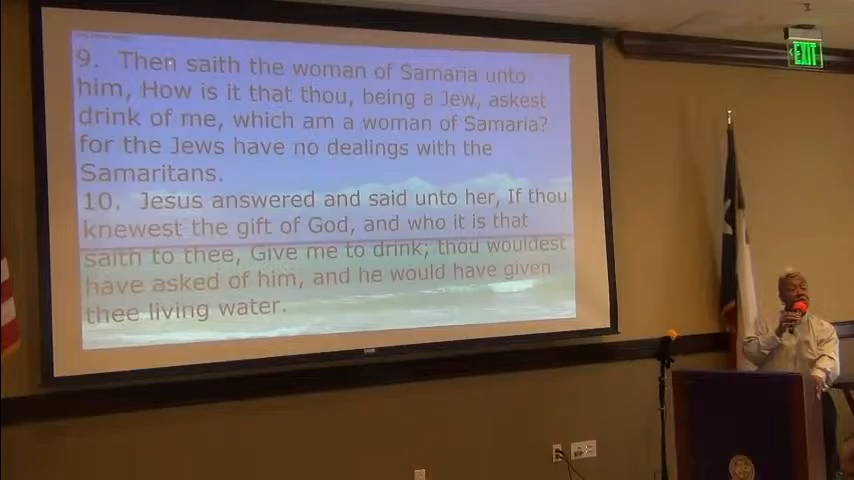 9. Then saith the woman of Samaria unto
him, How is it that thou, being a Jew, askest
drink of me, which am a woman of Samaria?
for the Jews have no dealings with the
Samaritans.
10. Jesus answered and said unto her, If thou
knewest the gift of God, and who it is that
saith to thee, Give me to drink; thou wouldest
have asked of him, and he would have given
thee living water.
EXIT